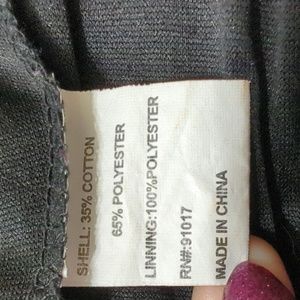 SHELL: 35% COTTON
65% POLYESTER
LINNING:100%POLYESTER
RN#:91017
MADE IN CHINA